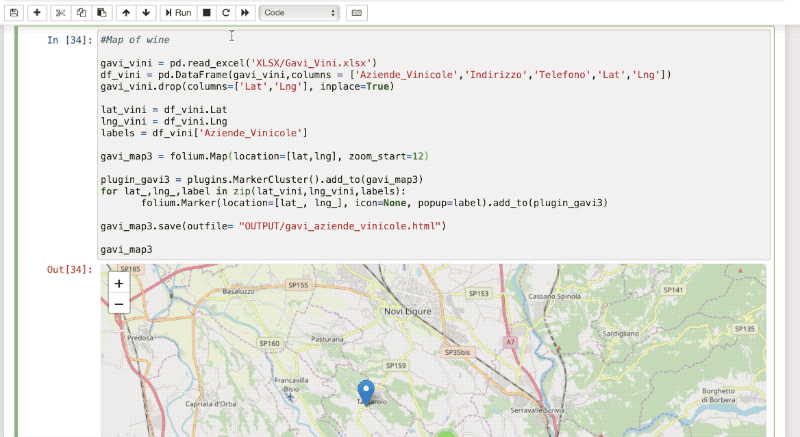 Run
Code
In [34]:
#Map of wine
gavi_vini = pd.read_excel('XLSX/Gavi_Vini.xlsx')
df_vini = pd.DataFrame(gavi_vini,columns = ['Aziende_Vinicole','Indirizzo','Telefono','Lat','Lng'])
gavi_vini.drop(columns=['Lat','Lng'], inplace=True)
lat_vini = df_vini.Lat
lng_vini = df_vini.Lng
labels = df_vini['Aziende_Vinicole']
gavi_map3 = folium.Map(location=[lat,lng], zoom_start=12)
plugin_gavi3 = plugins.MarkerCluster().add_to(gavi_map3)
for lat_,lng_,label in zip(lat_vini,lng_vini,labels):
folium.Marker(location=[lat_, lng_], icon=None, popup=label).add_to(plugin_gavi3)
gavi_map3.save(outfile= "OUTPUT/gavi_aziende_vinicole.html")
gavi_map3
Out[34]:
+
−
SP185
Basaluzzo
SP155
SP153
Cassano Spinola
SP141
Novi Ligure
Predosa
SP160
Pasturana
SP35bis
A7
Sardigliano
SP135
SP159
Francavilla
Bisio
Capriata d'Orba
Serravalle Scrivia
Borghetto
di Borbera